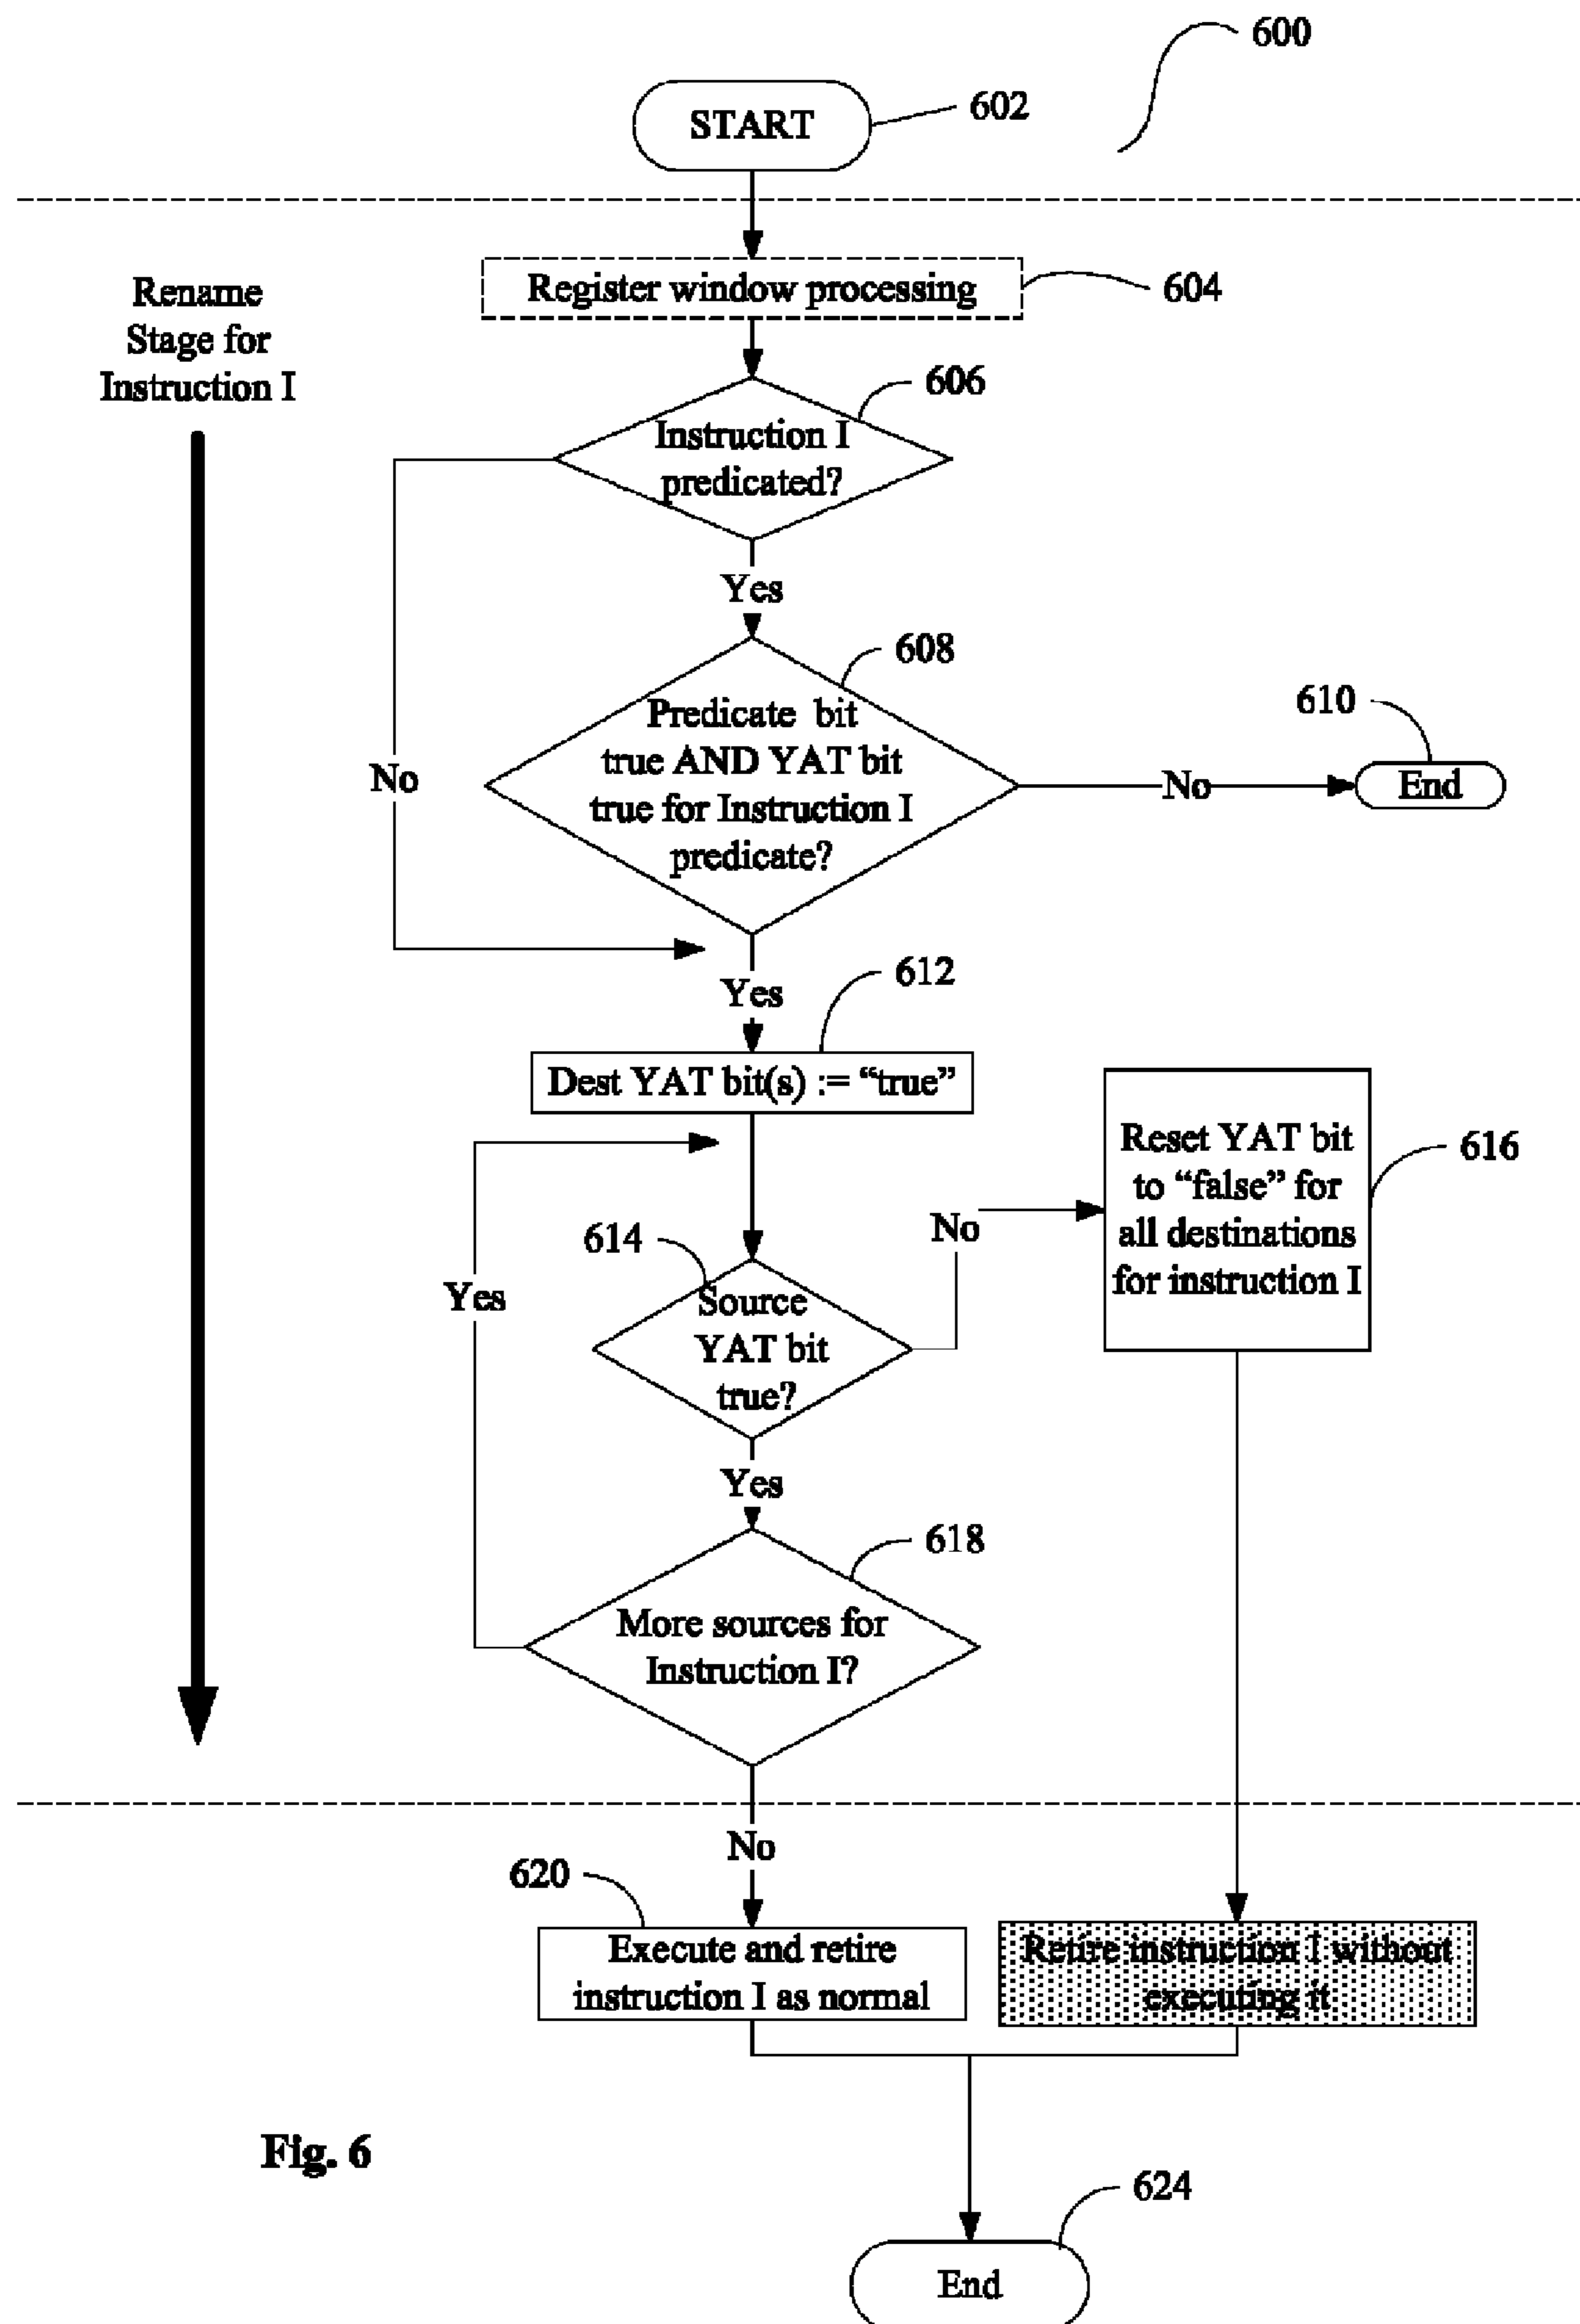 600
START
602
Register window processing
604
Rename
Stage for
Instruction I
606
Instruction I
predicated?
Yes
608
Predicate bit
true AND YAT bit
true for Instruction I
predicate?
No
No
610
End
Yes
612
Dest YAT bit(s) := “true”
Reset YAT bit
to “false” for
all destinations
for instruction I
616
614
No
Yes
Source
YAT bit
true?
Yes
618
More sources for
Instruction I?
No
620
Execute and retire
instruction I as normal
Retire instruction I without
executing it
Fig. 6
624
End